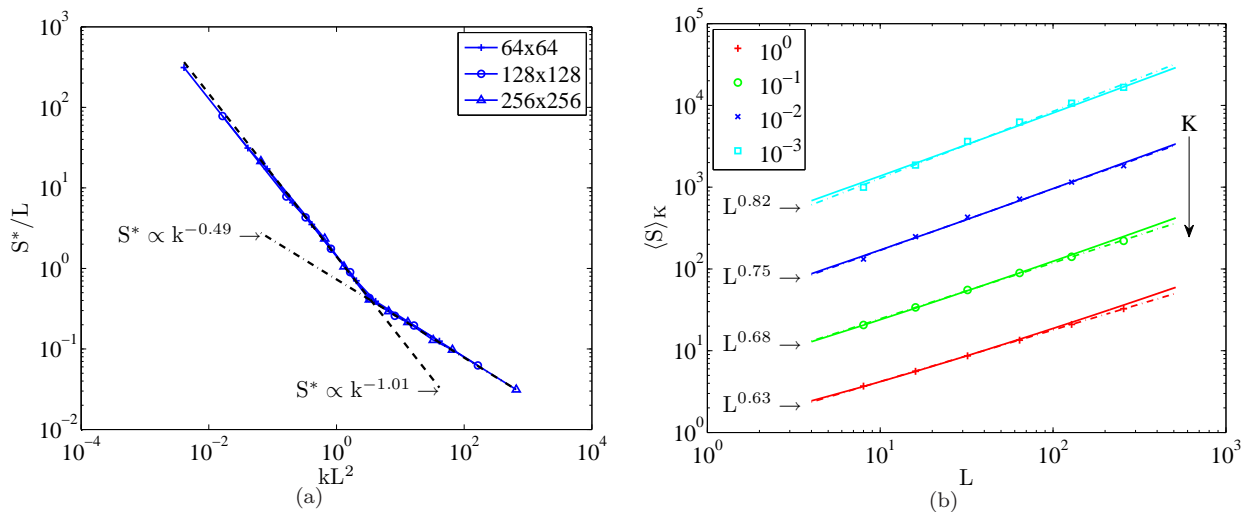 10^3
10^2
10^1
10^0
10^-1
10^-2
S*/L
64x64
128x128
256x256
S* ∝ k^-0.49 →
S* ∝ k^-1.01 →
10^-4
10^-2
10^0
10^2
10^4
kL^2
(a)
10^5
10^4
10^3
10^2
10^1
10^0
⟨S⟩_K
10^0
10^-1
10^-2
10^-3
K
L^0.82 →
L^0.75 →
L^0.68 →
L^0.63 →
10^0
10^1
10^2
10^3
L
(b)